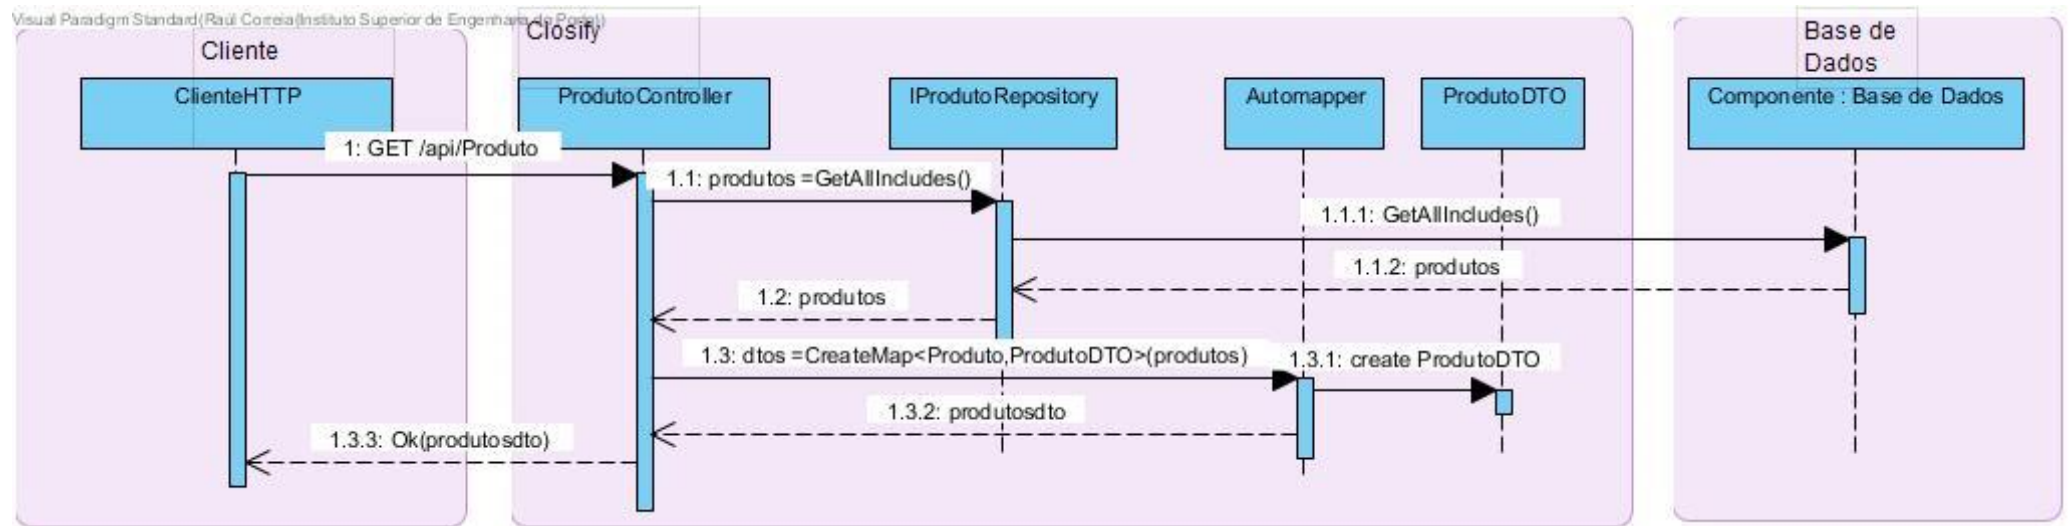 Visual Paradigm Standard(Raúl Correia(Instituto Superior de Engenharia do Porto))
Cliente
Closify
Base de
Dados
ClienteHTTP
ProdutoController
IProdutoRepository
Automapper
ProdutoDTO
Componente : Base de Dados
1: GET /api/Produto
1.1: produtos =GetAllIncludes()
1.1.1: GetAllIncludes()
1.1.2: produtos
1.2: produtos
1.3: dtos =CreateMap<Produto,ProdutoDTO>(produtos)
1.3.1: create ProdutoDTO
1.3.2: produtosdto
1.3.3: Ok(produtosdto)